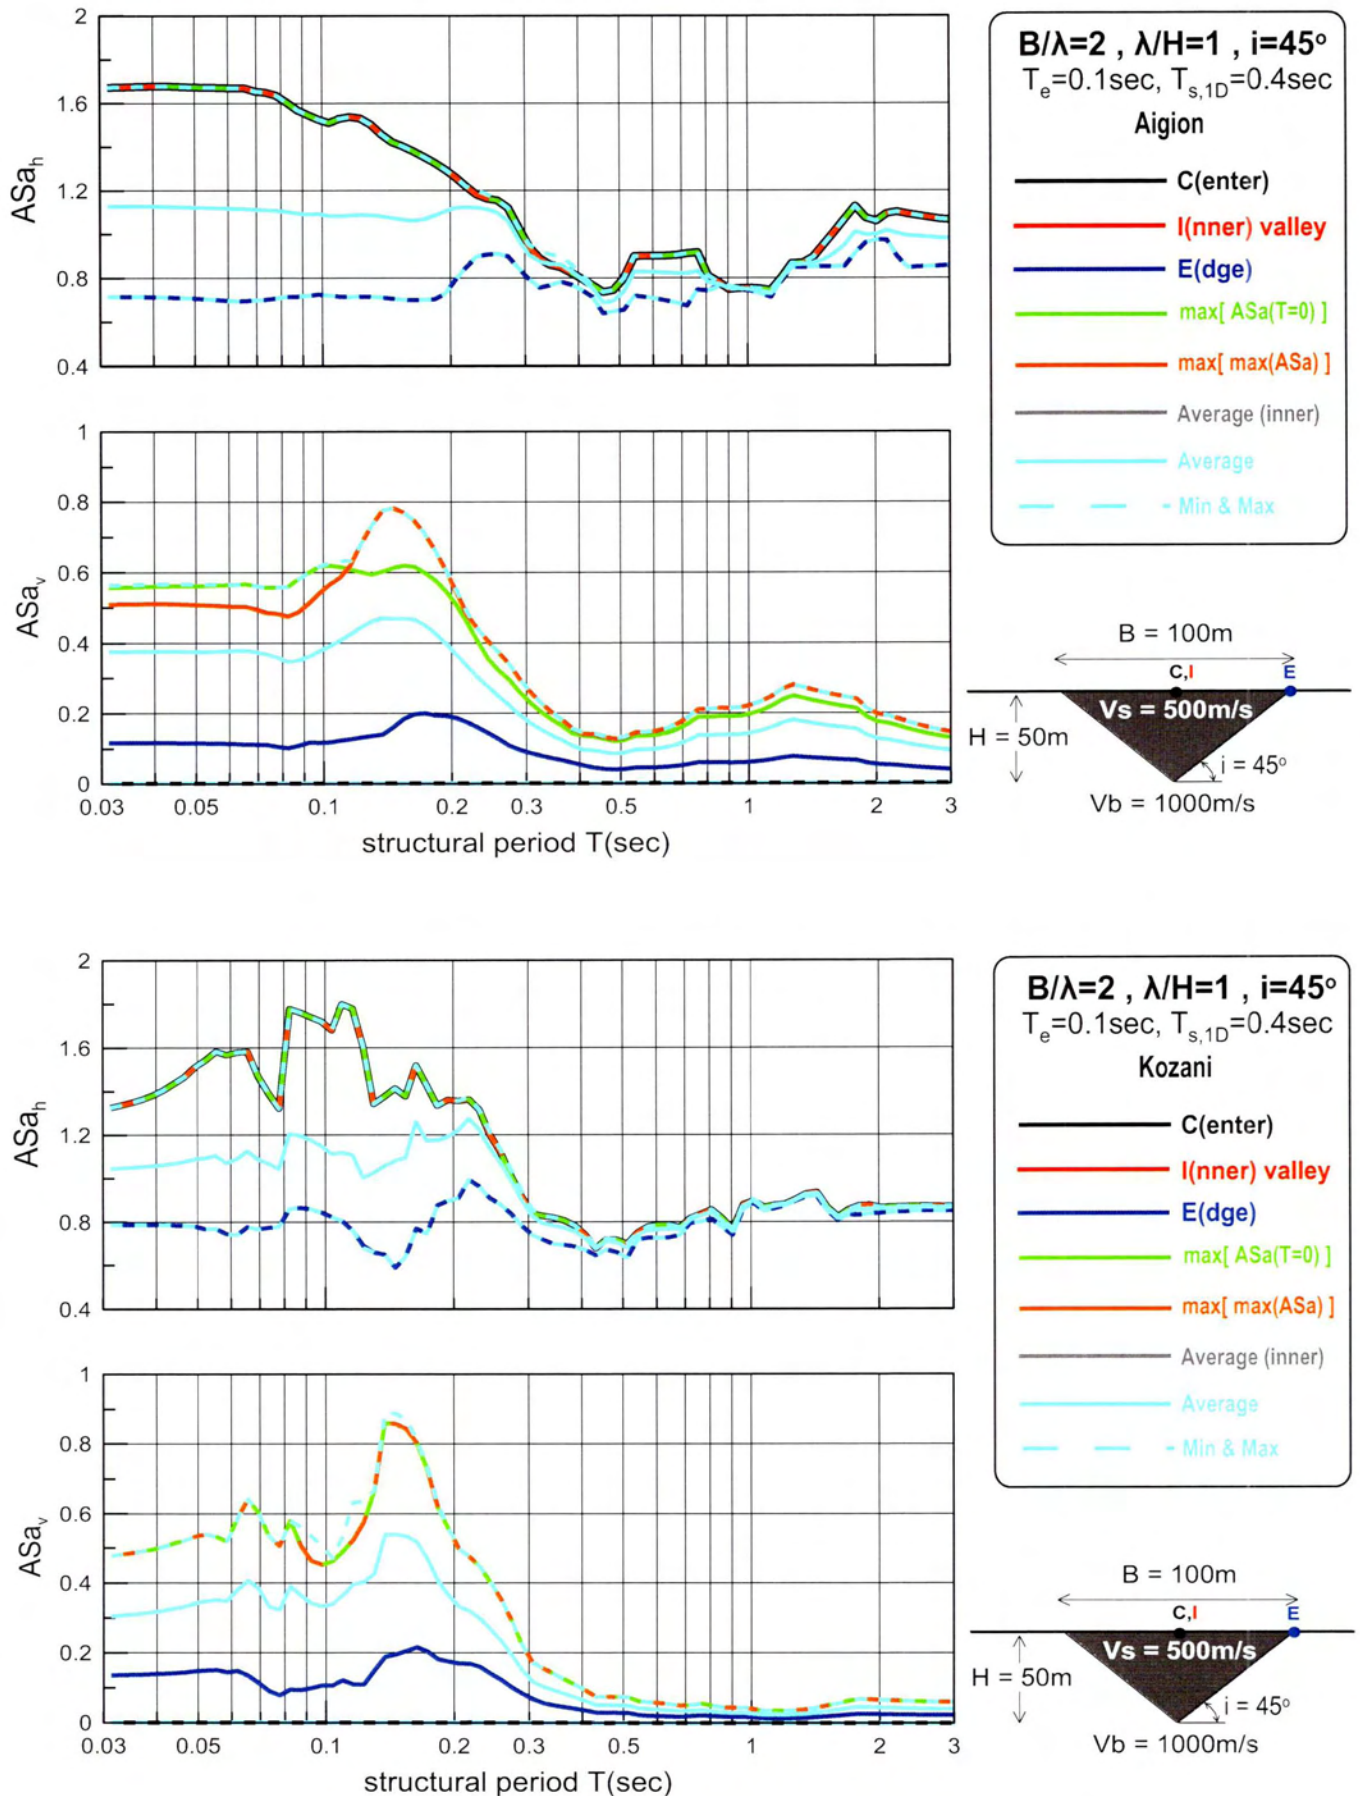 2
1.6
1.2
0.8
0.4
ASa_h
B/λ=2 , λ/H=1 , i=45°
T_e=0.1sec, T_s,1D=0.4sec
Aigion
C(enter)
I(nner) valley
E(dge)
max[ ASa(T=0) ]
max[ max(ASa) ]
Average (inner)
Average
Min & Max
1
0.8
0.6
0.4
0.2
0
ASa_v
0.03 0.05 0.1 0.2 0.3 0.5 1 2 3
structural period T(sec)
B = 100m
C,I E
Vs = 500m/s
H = 50m
i = 45°
Vb = 1000m/s
2
1.6
1.2
0.8
0.4
ASa_h
B/λ=2 , λ/H=1 , i=45°
T_e=0.1sec, T_s,1D=0.4sec
Kozani
C(enter)
I(nner) valley
E(dge)
max[ ASa(T=0) ]
max[ max(ASa) ]
Average (inner)
Average
Min & Max
1
0.8
0.6
0.4
0.2
0
ASa_v
0.03 0.05 0.1 0.2 0.3 0.5 1 2 3
structural period T(sec)
B = 100m
C,I E
Vs = 500m/s
H = 50m
i = 45°
Vb = 1000m/s